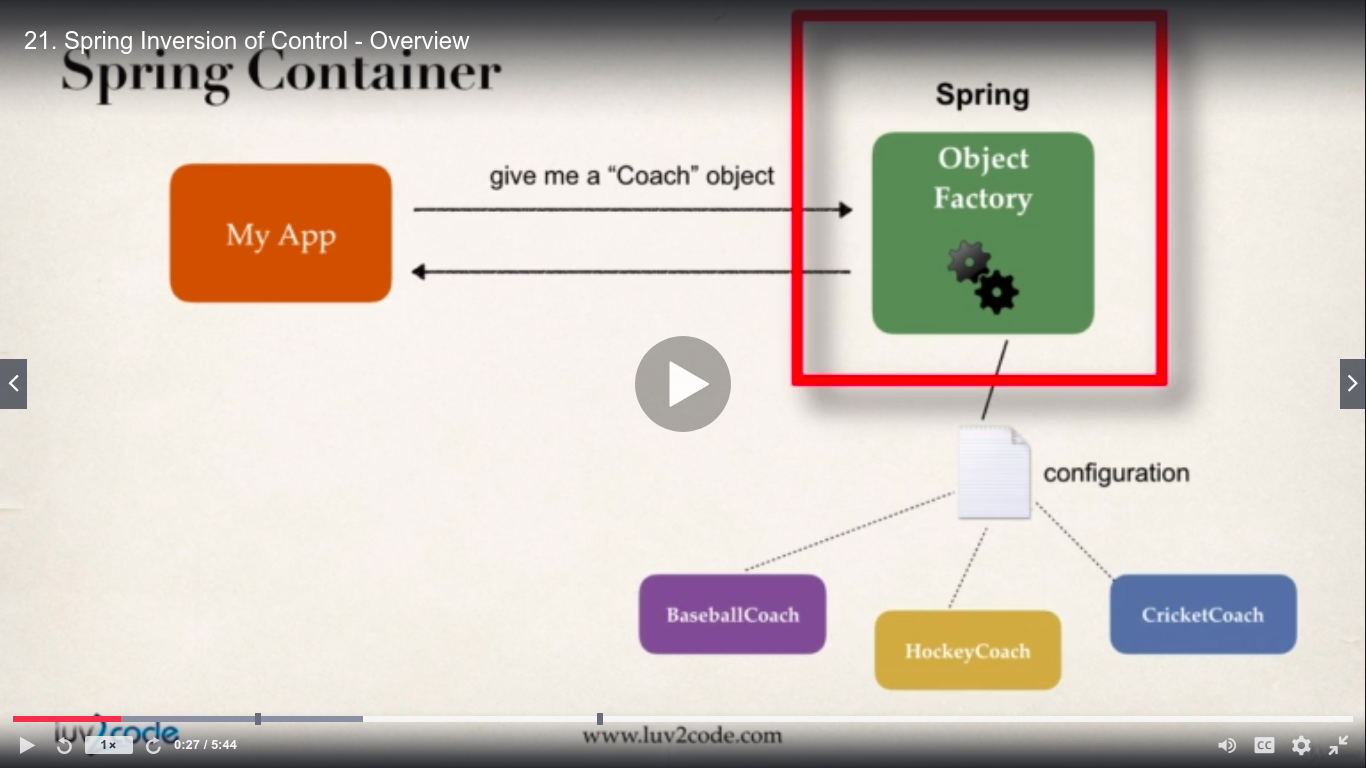 21. Spring Inversion of Control - Overview
Spring Container
Spring
Object
Factory
give me a “Coach” object
My App
configuration
BaseballCoach
HockeyCoach
CricketCoach
luv2code
www.luv2code.com
1×
0:27 / 5:44
CC